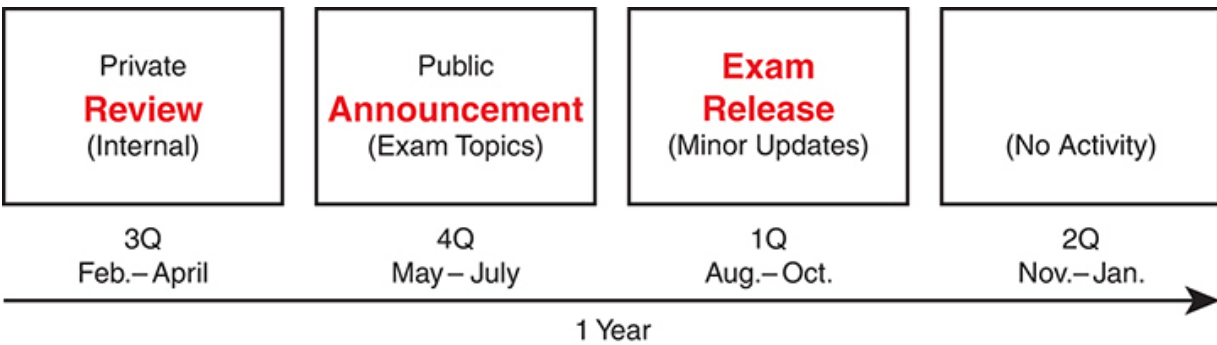 Private
Review
(Internal)
Public
Announcement
(Exam Topics)
Exam
Release
(Minor Updates)
(No Activity)
3Q
Feb.–April
4Q
May–July
1Q
Aug.–Oct.
2Q
Nov.–Jan.
1 Year